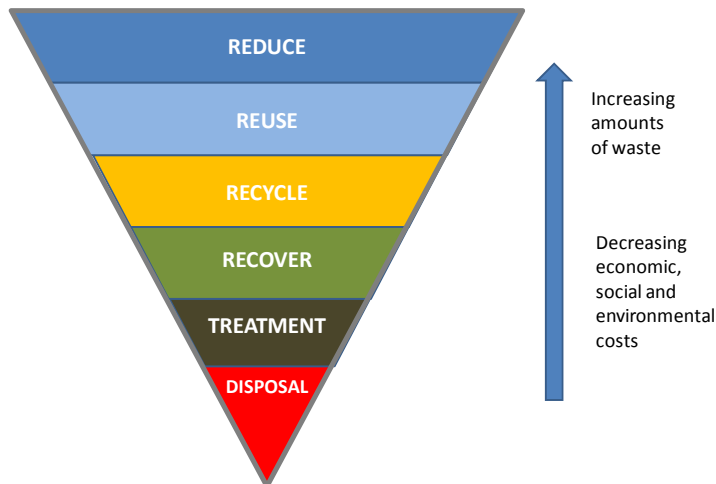 REDUCE
REUSE
RECYCLE
RECOVER
TREATMENT
DISPOSAL
Increasing
amounts
of waste
Decreasing
economic,
social and
environmental
costs